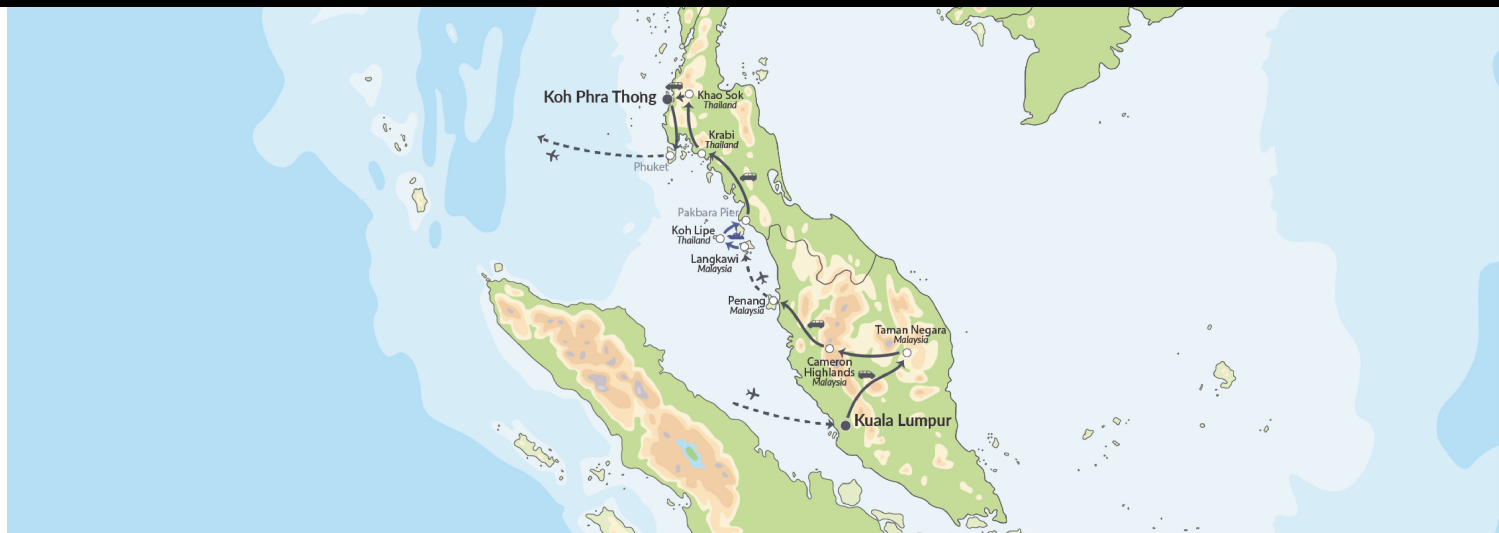 Koh Phra Thong
Khao Sok
Thailand
Krabi
Thailand
Phuket
Pakbara Pier
Koh Lipe
Thailand
Langkawi
Malaysia
Penang
Malaysia
Taman Negara
Malaysia
Cameron
Highlands
Malaysia
Kuala Lumpur